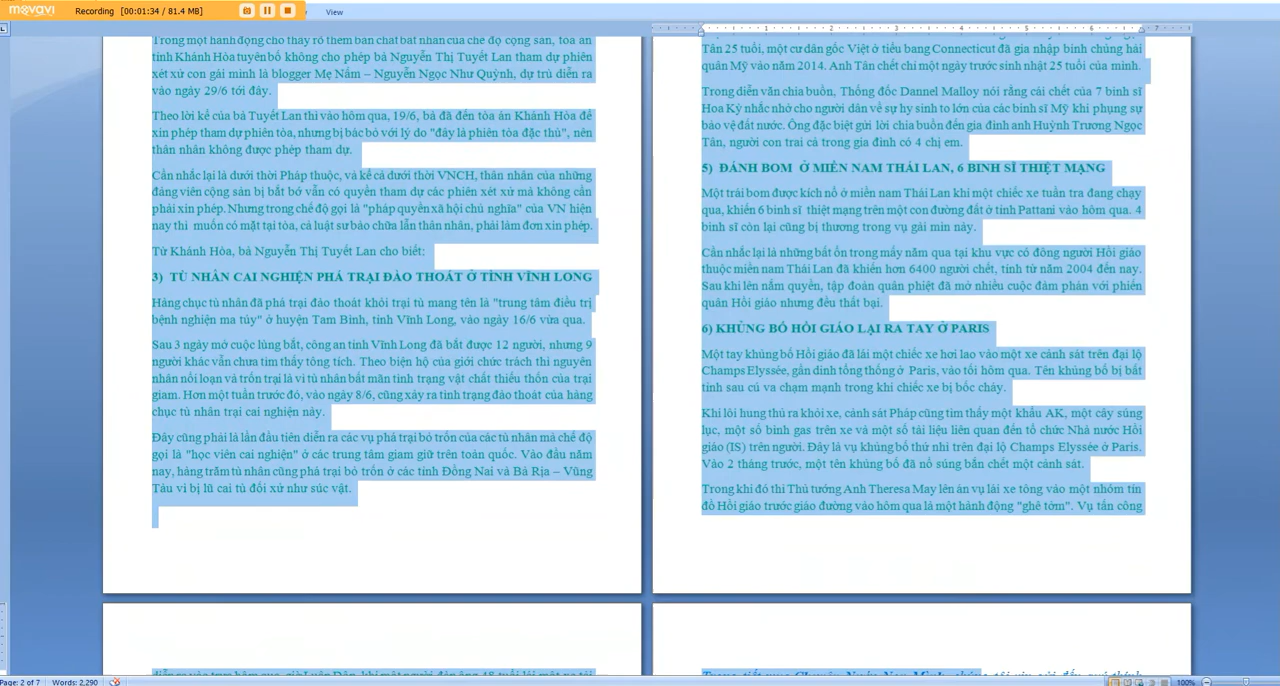 movavi Recording [00:01:34 / 81.4 MB]
View
Trong một hành động cho thấy rõ thêm bản chất bất nhân của chế độ cộng sản, tòa án
tỉnh Khánh Hòa tuyên bố không cho phép bà Nguyễn Thị Tuyết Lan tham dự phiên
xét xử con gái mình là blogger Mẹ Nấm – Nguyễn Ngọc Như Quỳnh, dự trù diễn ra
vào ngày 29/6 tới đây.
Theo lời kể của bà Tuyết Lan thì vào hôm qua, 19/6, bà đã đến tòa án Khánh Hòa để
xin phép tham dự phiên tòa, nhưng bị bác bỏ với lý do "đây là phiên tòa đặc thù", nên
thân nhân không được phép tham dự.
Cần nhắc lại là dưới thời Pháp thuộc, và kể cả dưới thời VNCH, thân nhân của những
đảng viên cộng sản bị bắt bớ vẫn có quyền tham dự các phiên xét xử mà không cần
phải xin phép. Nhưng trong chế độ gọi là "pháp quyền xã hội chủ nghĩa" của VN hiện
nay thì  muốn có mặt tại tòa, cả luật sư bào chữa lẫn thân nhân, phải làm đơn xin phép.
Từ Khánh Hòa, bà Nguyễn Thị Tuyết Lan cho biết:
3)  TÙ NHÂN CAI NGHIỆN PHÁ TRẠI ĐÀO THOÁT Ở TỈNH VĨNH LONG
Hàng chục tù nhân đã phá trại đào thoát khỏi trại tù mang tên là "trung tâm điều trị
bệnh nghiện ma túy" ở huyện Tam Bình, tỉnh Vĩnh Long, vào ngày 16/6 vừa qua.
Sau 3 ngày mở cuộc lùng bắt, công an tỉnh Vĩnh Long đã bắt được 12 người, nhưng 9
người khác vẫn chưa tìm thấy tông tích. Theo biện hộ của giới chức trách thì nguyên
nhân nổi loạn và trốn trại là vì tù nhân bất mãn tình trạng vật chất thiếu thốn của trại
giam. Hơn một tuần trước đó, vào ngày 8/6, cũng xảy ra tình trạng đào thoát của hàng
chục tù nhân trại cai nghiện này.
Đây cũng phải là lần đầu tiên diễn ra các vụ phá trại bỏ trốn của các tù nhân mà chế độ
gọi là "học viên cai nghiện" ở các trung tâm giam giữ trên toàn quốc. Vào đầu năm
nay, hàng trăm tù nhân cũng phá trại bỏ trốn ở các tỉnh Đồng Nai và Bà Rịa – Vũng
Tàu vì bị lũ cai tù đối xử như súc vật.
Tân 25 tuổi, một cư dân gốc Việt ở tiểu bang Connecticut đã gia nhập binh chủng hải
quân Mỹ vào năm 2014. Anh Tân chết chỉ một ngày trước sinh nhật 25 tuổi của mình.
Trong diễn văn chia buồn, Thống đốc Dannel Malloy nói rằng cái chết của 7 binh sĩ
Hoa Kỳ nhắc nhở cho người dân về sự hy sinh to lớn của các binh sĩ Mỹ khi phụng sự
bảo vệ đất nước. Ông đặc biệt gửi lời chia buồn đến gia đình anh Huỳnh Trương Ngọc
Tân, người con trai cả trong gia đình có 4 chị em.
5)  ĐÁNH BOM  Ở MIỀN NAM THÁI LAN, 6 BINH SĨ THIỆT MẠNG
Một trái bom được kích nổ ở miền nam Thái Lan khi một chiếc xe tuần tra đang chạy
qua, khiến 6 binh sĩ  thiệt mạng trên một con đường đất ở tỉnh Pattani vào hôm qua. 4
binh sĩ còn lại cũng bị thương trong vụ gài mìn này.
Cần nhắc lại là những bất ổn trong mấy năm qua tại khu vực có đông người Hồi giáo
thuộc miền nam Thái Lan đã khiến hơn 6400 người chết, tính từ năm 2004 đến nay.
Sau khi lên nắm quyền, tập đoàn quân phiệt đã mở nhiều cuộc đàm phán với phiến
quân Hồi giáo nhưng đều thất bại.
6) KHỦNG BỐ HỒI GIÁO LẠI RA TAY Ở PARIS
Một tay khủng bố Hồi giáo đã lái một chiếc xe hơi lao vào một xe cảnh sát trên đại lộ
Champs Elyssée, gần dinh tổng thống ở  Paris, vào tối hôm qua. Tên khủng bố bị bất
tỉnh sau cú va chạm mạnh trong khi chiếc xe bị bốc cháy.
Khi lôi hung thủ ra khỏi xe, cảnh sát Pháp cũng tìm thấy một khẩu AK, một cây súng
lục, một số bình gas trên xe và một số tài liệu liên quan đến tổ chức Nhà nước Hồi
giáo (IS) trên người. Đây là vụ khủng bố thứ nhì trên đại lộ Champs Elyssée ở Paris.
Vào 2 tháng trước, một tên khủng bố đã nổ súng bắn chết một cảnh sát.
Trong khi đó thì Thủ tướng Anh Theresa May lên án vụ lái xe tông vào một nhóm tín
đồ Hồi giáo trước giáo đường vào hôm qua là một hành động "ghê tởm". Vụ tấn công
Page: 2 of 7 Words: 2,290
100%